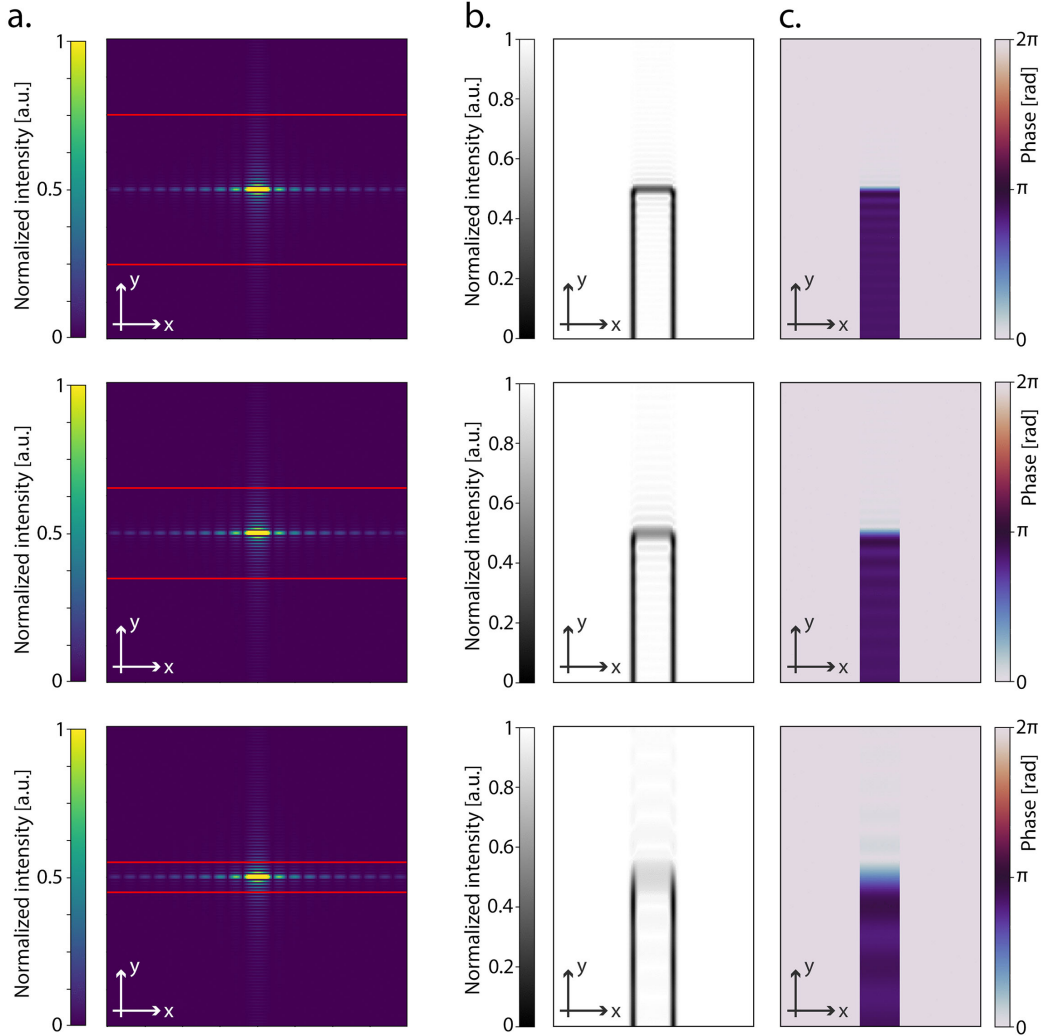 a.
b.
c.
Normalized intensity [a.u.]
1
0.5
0
y
x
Normalized intensity [a.u.]
1
0.8
0.6
0.4
0.2
0
y
x
y
x
2π
π
0
Phase [rad]
Normalized intensity [a.u.]
1
0.5
0
y
x
Normalized intensity [a.u.]
1
0.8
0.6
0.4
0.2
0
y
x
y
x
2π
π
0
Phase [rad]
Normalized intensity [a.u.]
1
0.5
0
y
x
Normalized intensity [a.u.]
1
0.8
0.6
0.4
0.2
0
y
x
y
x
2π
π
0
Phase [rad]